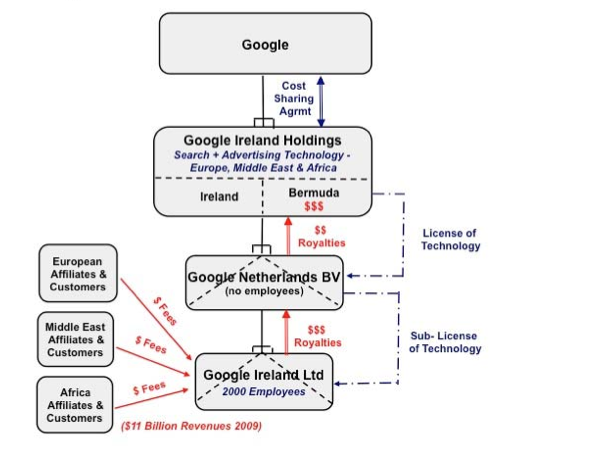 Google
Cost
Sharing
Agrmt
Google Ireland Holdings
Search + Advertising Technology -
Europe, Middle East & Africa
Ireland
Bermuda
$$$
$$
Royalties
License of
Technology
Google Netherlands BV
(no employees)
European
Affiliates &
Customers
$ Fees
Middle East
Affiliates &
Customers
$ Fees
$$$
Royalties
Sub- License
of Technology
Google Ireland Ltd
2000 Employees
Africa
Affiliates &
Customers
$ Fees
($11 Billion Revenues 2009)